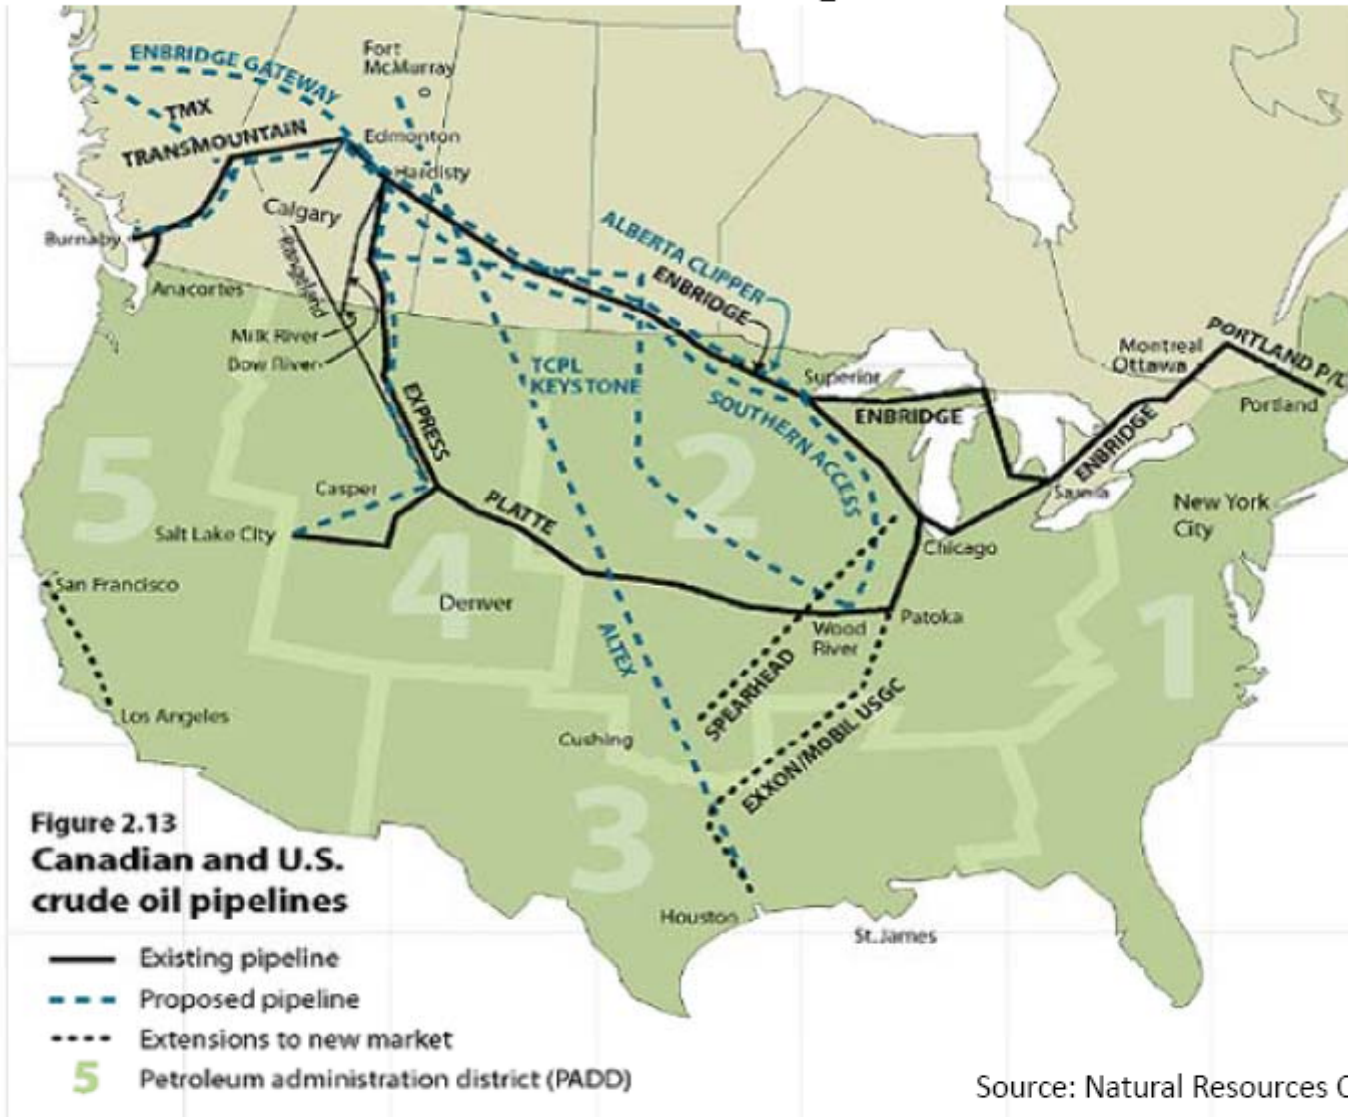 ENBRIDGE GATEWAY
Fort
McMurray
TMX
TRANSMOUNTAIN
Edmonton
Hardisty
Calgary
Burnaby
Rangeland
Anacortes
Milk River
Bow River
ALBERTA CLIPPER
ENBRIDGE
Superior
Montreal
Ottawa
PORTLAND P/L
Portland
TCPL
KEYSTONE
EXPRESS
SOUTHERN ACCESS
ENBRIDGE
ENBRIDGE
Sarnia
5
2
4
1
3
Casper
Salt Lake City
PLATTE
New York
City
Chicago
San Francisco
Denver
Wood
River
Patoka
ALTEX
SPEARHEAD
EXXON/MOBIL USGC
Los Angeles
Cushing
Houston
St.James
Figure 2.13
Canadian and U.S.
crude oil pipelines
Existing pipeline
Proposed pipeline
Extensions to new market
5 Petroleum administration district (PADD)
Source: Natural Resources C